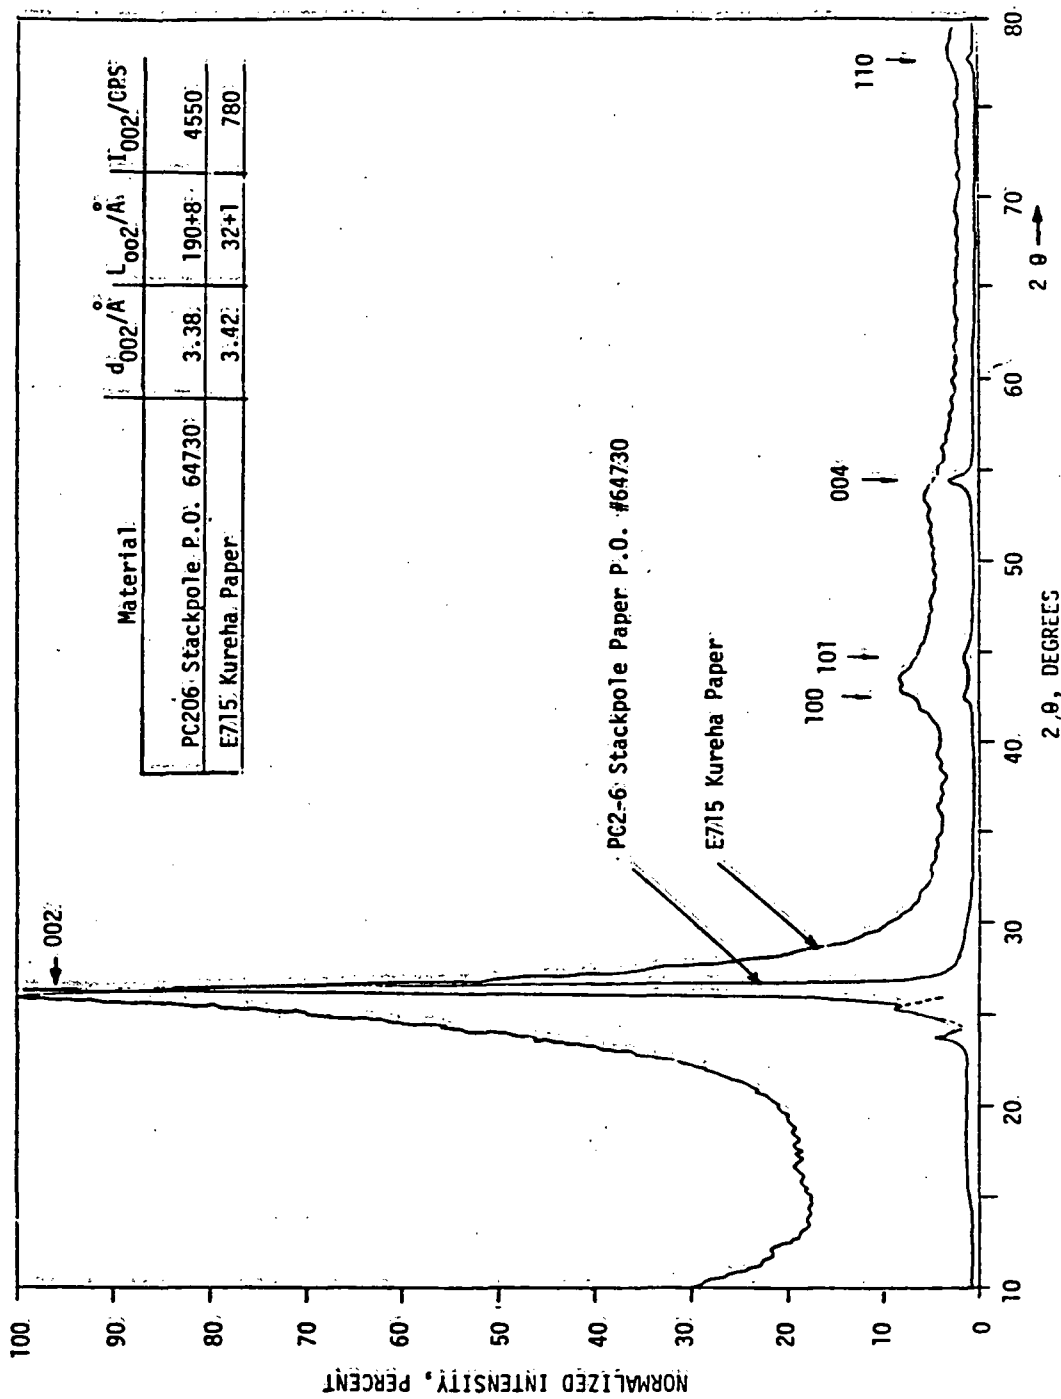 Material d002/Å L002/Å I002/CPS
PC206 Stackpole P.O. 64730 3.38 190+8 4550
E715 Kureha Paper 3.42 32+1 780
002
PC2-6 Stackpole Paper P.O. #64730
E715 Kureha Paper
100 101
004
110
NORMALIZED INTENSITY, PERCENT
100
90
80
70
60
50
40
30
20
10
0
10 20 30 40 50 60 70 80
2 θ, DEGREES
2 θ →